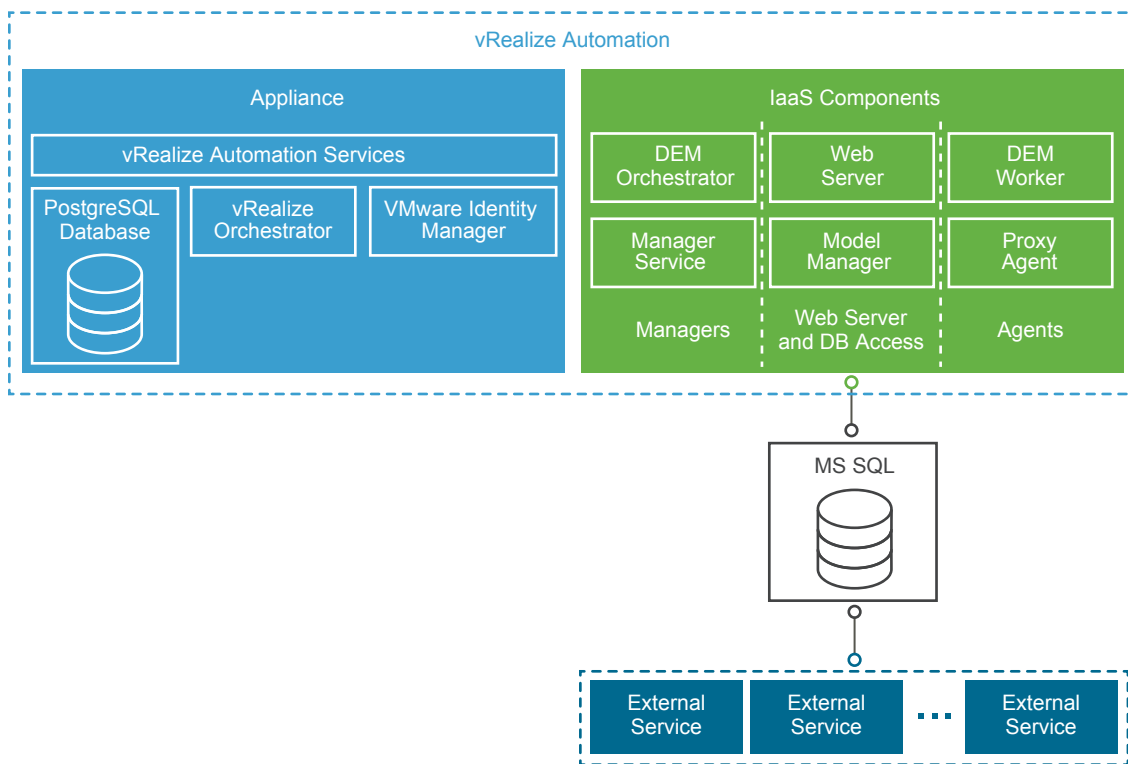 vRealize Automation
Appliance
vRealize Automation Services
PostgreSQL
Database
vRealize
Orchestrator
VMware Identity
Manager
IaaS Components
DEM
Orchestrator
Web
Server
DEM
Worker
Manager
Service
Model
Manager
Proxy
Agent
Managers
Web Server
and DB Access
Agents
MS SQL
External
Service
External
Service
External
Service